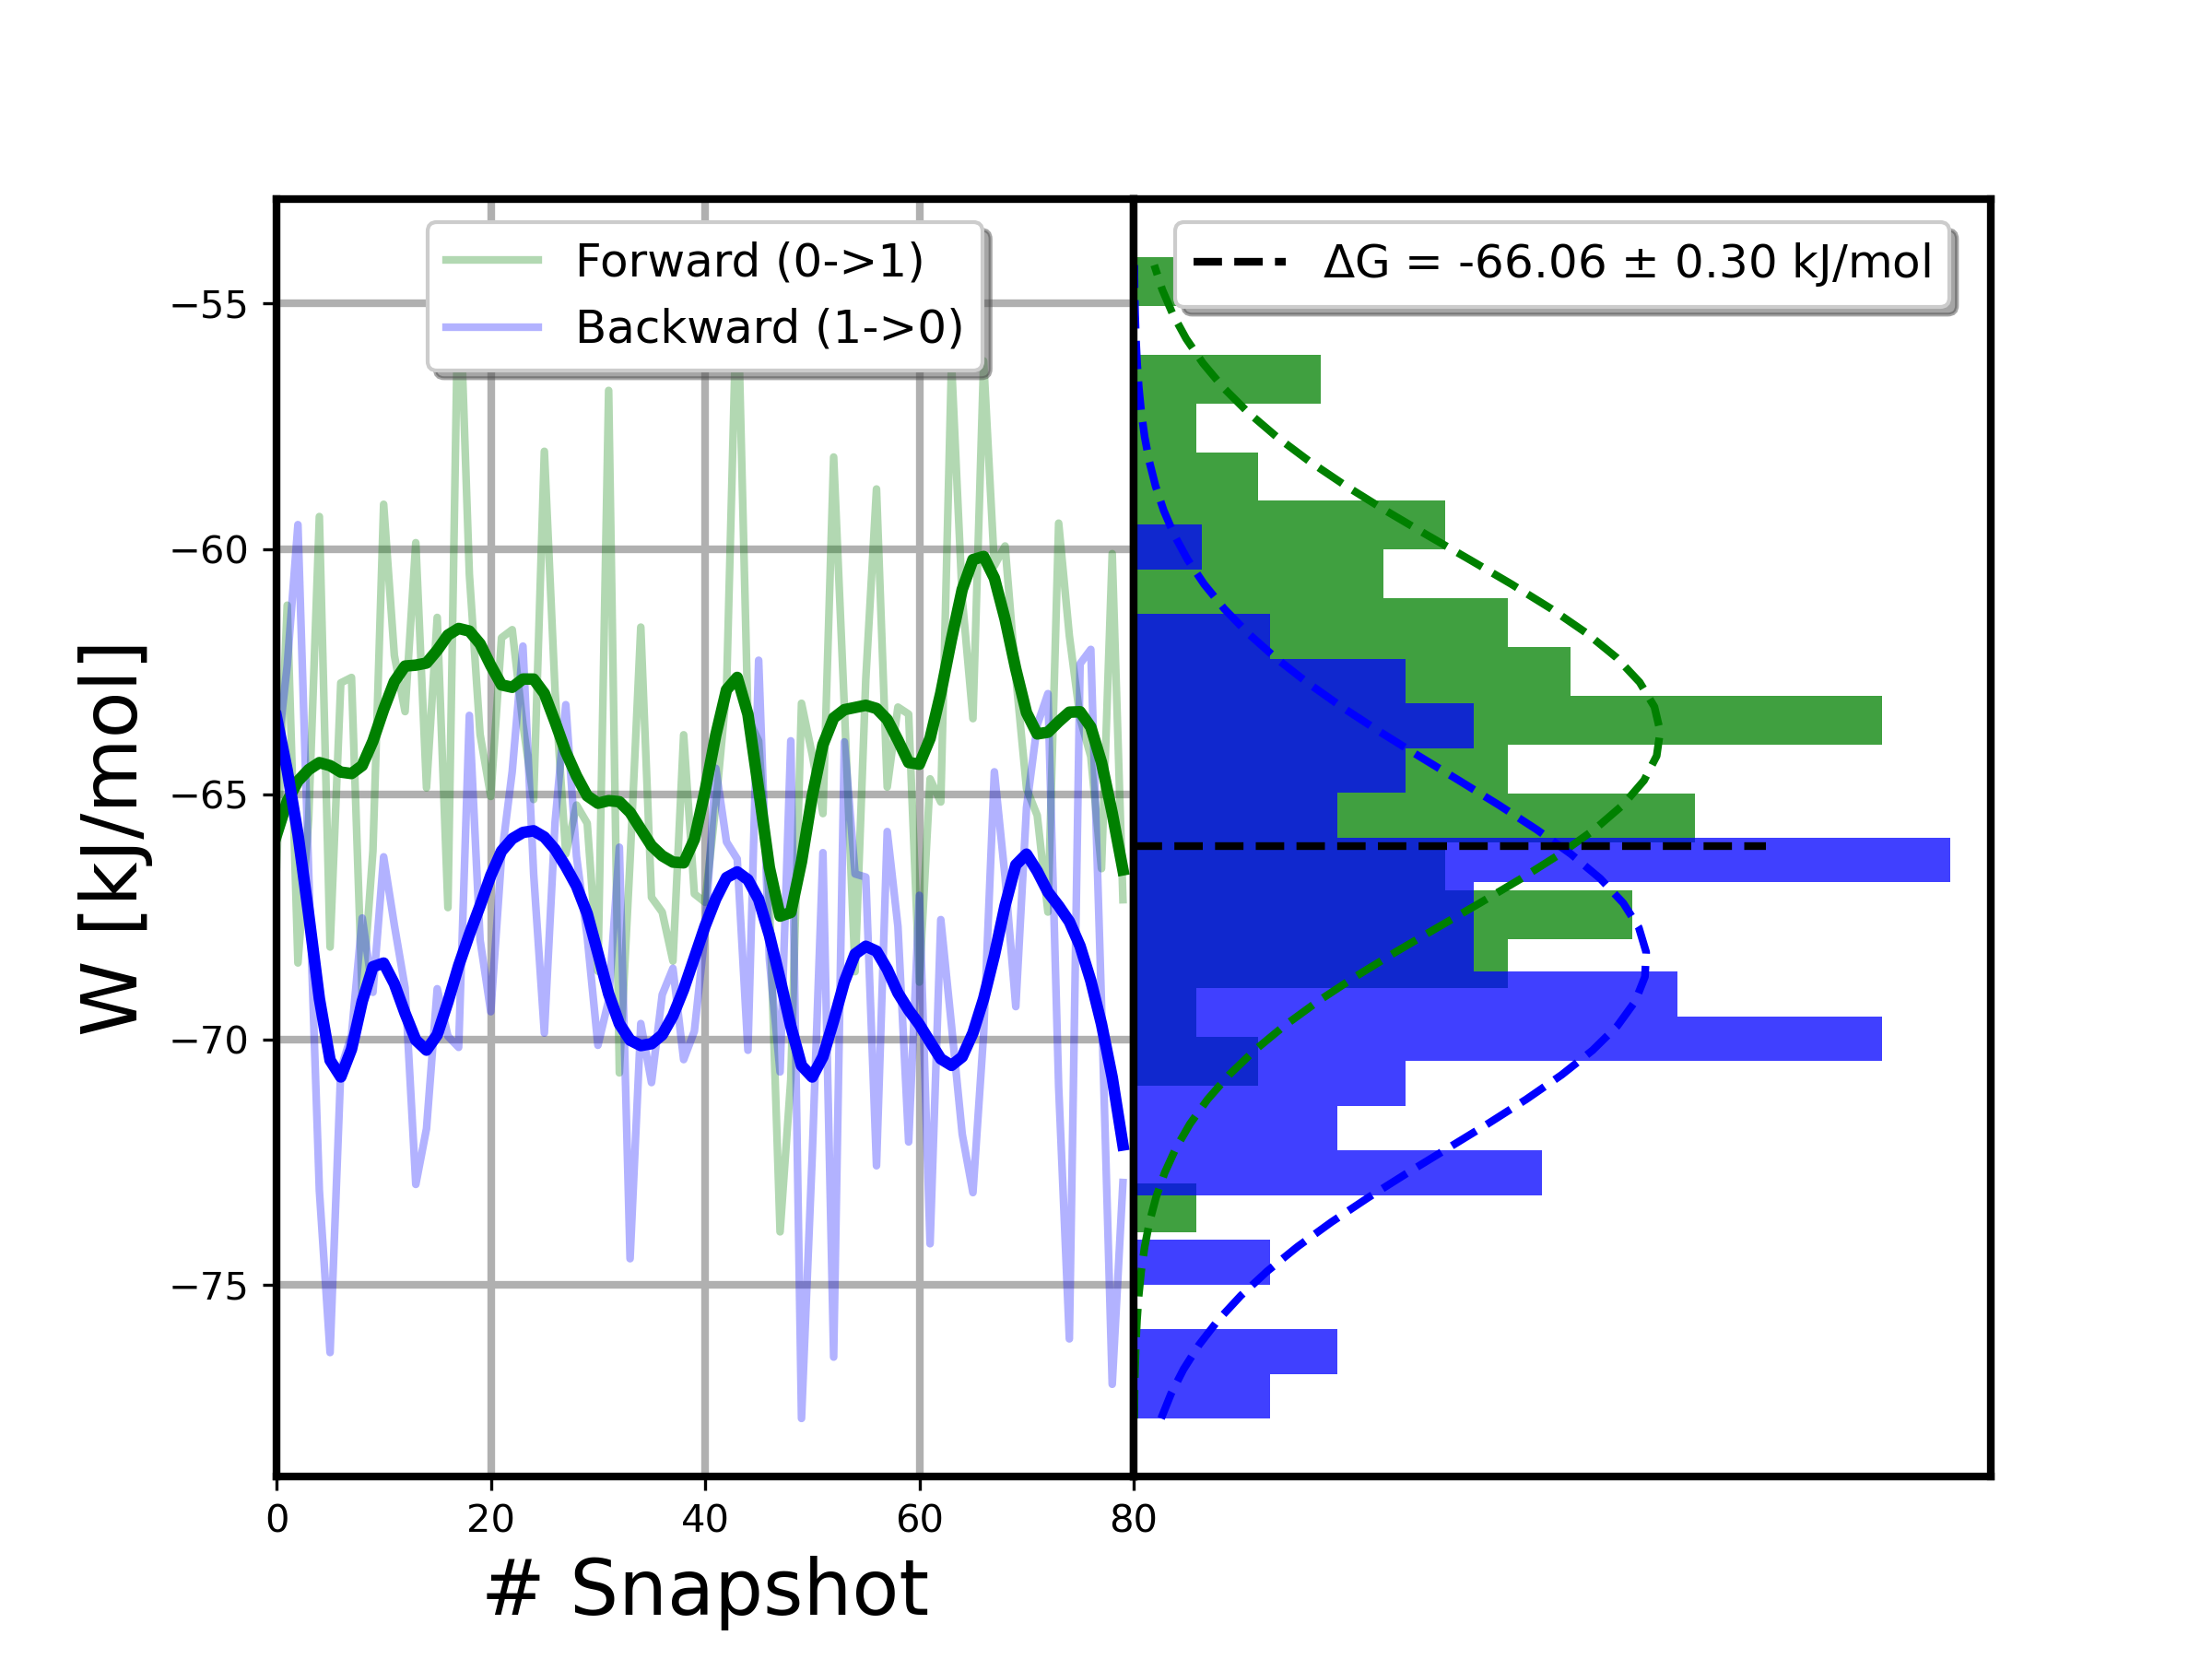 Forward (0->1)
Backward (1->0)
ΔG = -66.06 ± 0.30 kJ/mol
W [kJ/mol]
−55
−60
−65
−70
−75
0 20 40 60 80
# Snapshot